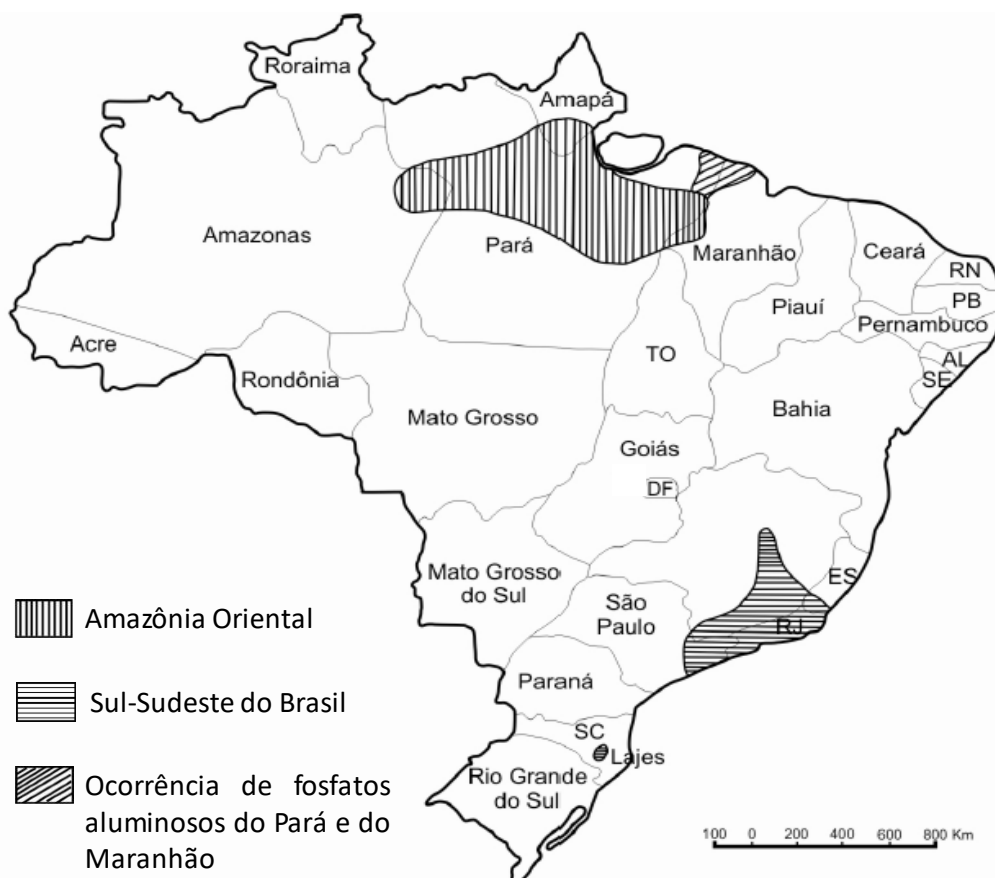 Roraima
Amapá
Amazonas
Pará
Maranhão
Ceará
RN
PB
Piauí
Pernambuco
Acre
AL
SE
TO
Rondônia
Bahia
Mato Grosso
Goiás
DF
Mato Grosso
do Sul
ES
São
Paulo
RJ
Amazônia Oriental
Paraná
Sul-Sudeste do Brasil
SC
Lajes
Rio Grande
do Sul
Ocorrência de fosfatos
aluminosos do Pará e do
Maranhão
100 0 200 400 600 800 Km